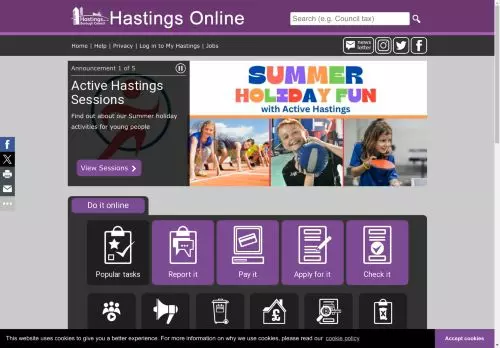 Hastings
Borough Council
Hastings Online
Search (e.g. Council tax)
Home | Help | Privacy | Log in to My Hastings | Jobs
news
letter
Announcement 1 of 5
Active Hastings
Sessions
Find out about our Summer holiday
activities for young people
View Sessions
SUMMER
HOLIDAY FUN
with Active Hastings
Do it online
Popular tasks
Report it
Pay it
Apply for it
Check it
This website uses cookies to give you a better experience. For more information on why we use cookies, please read our cookie policy
Accept cookies